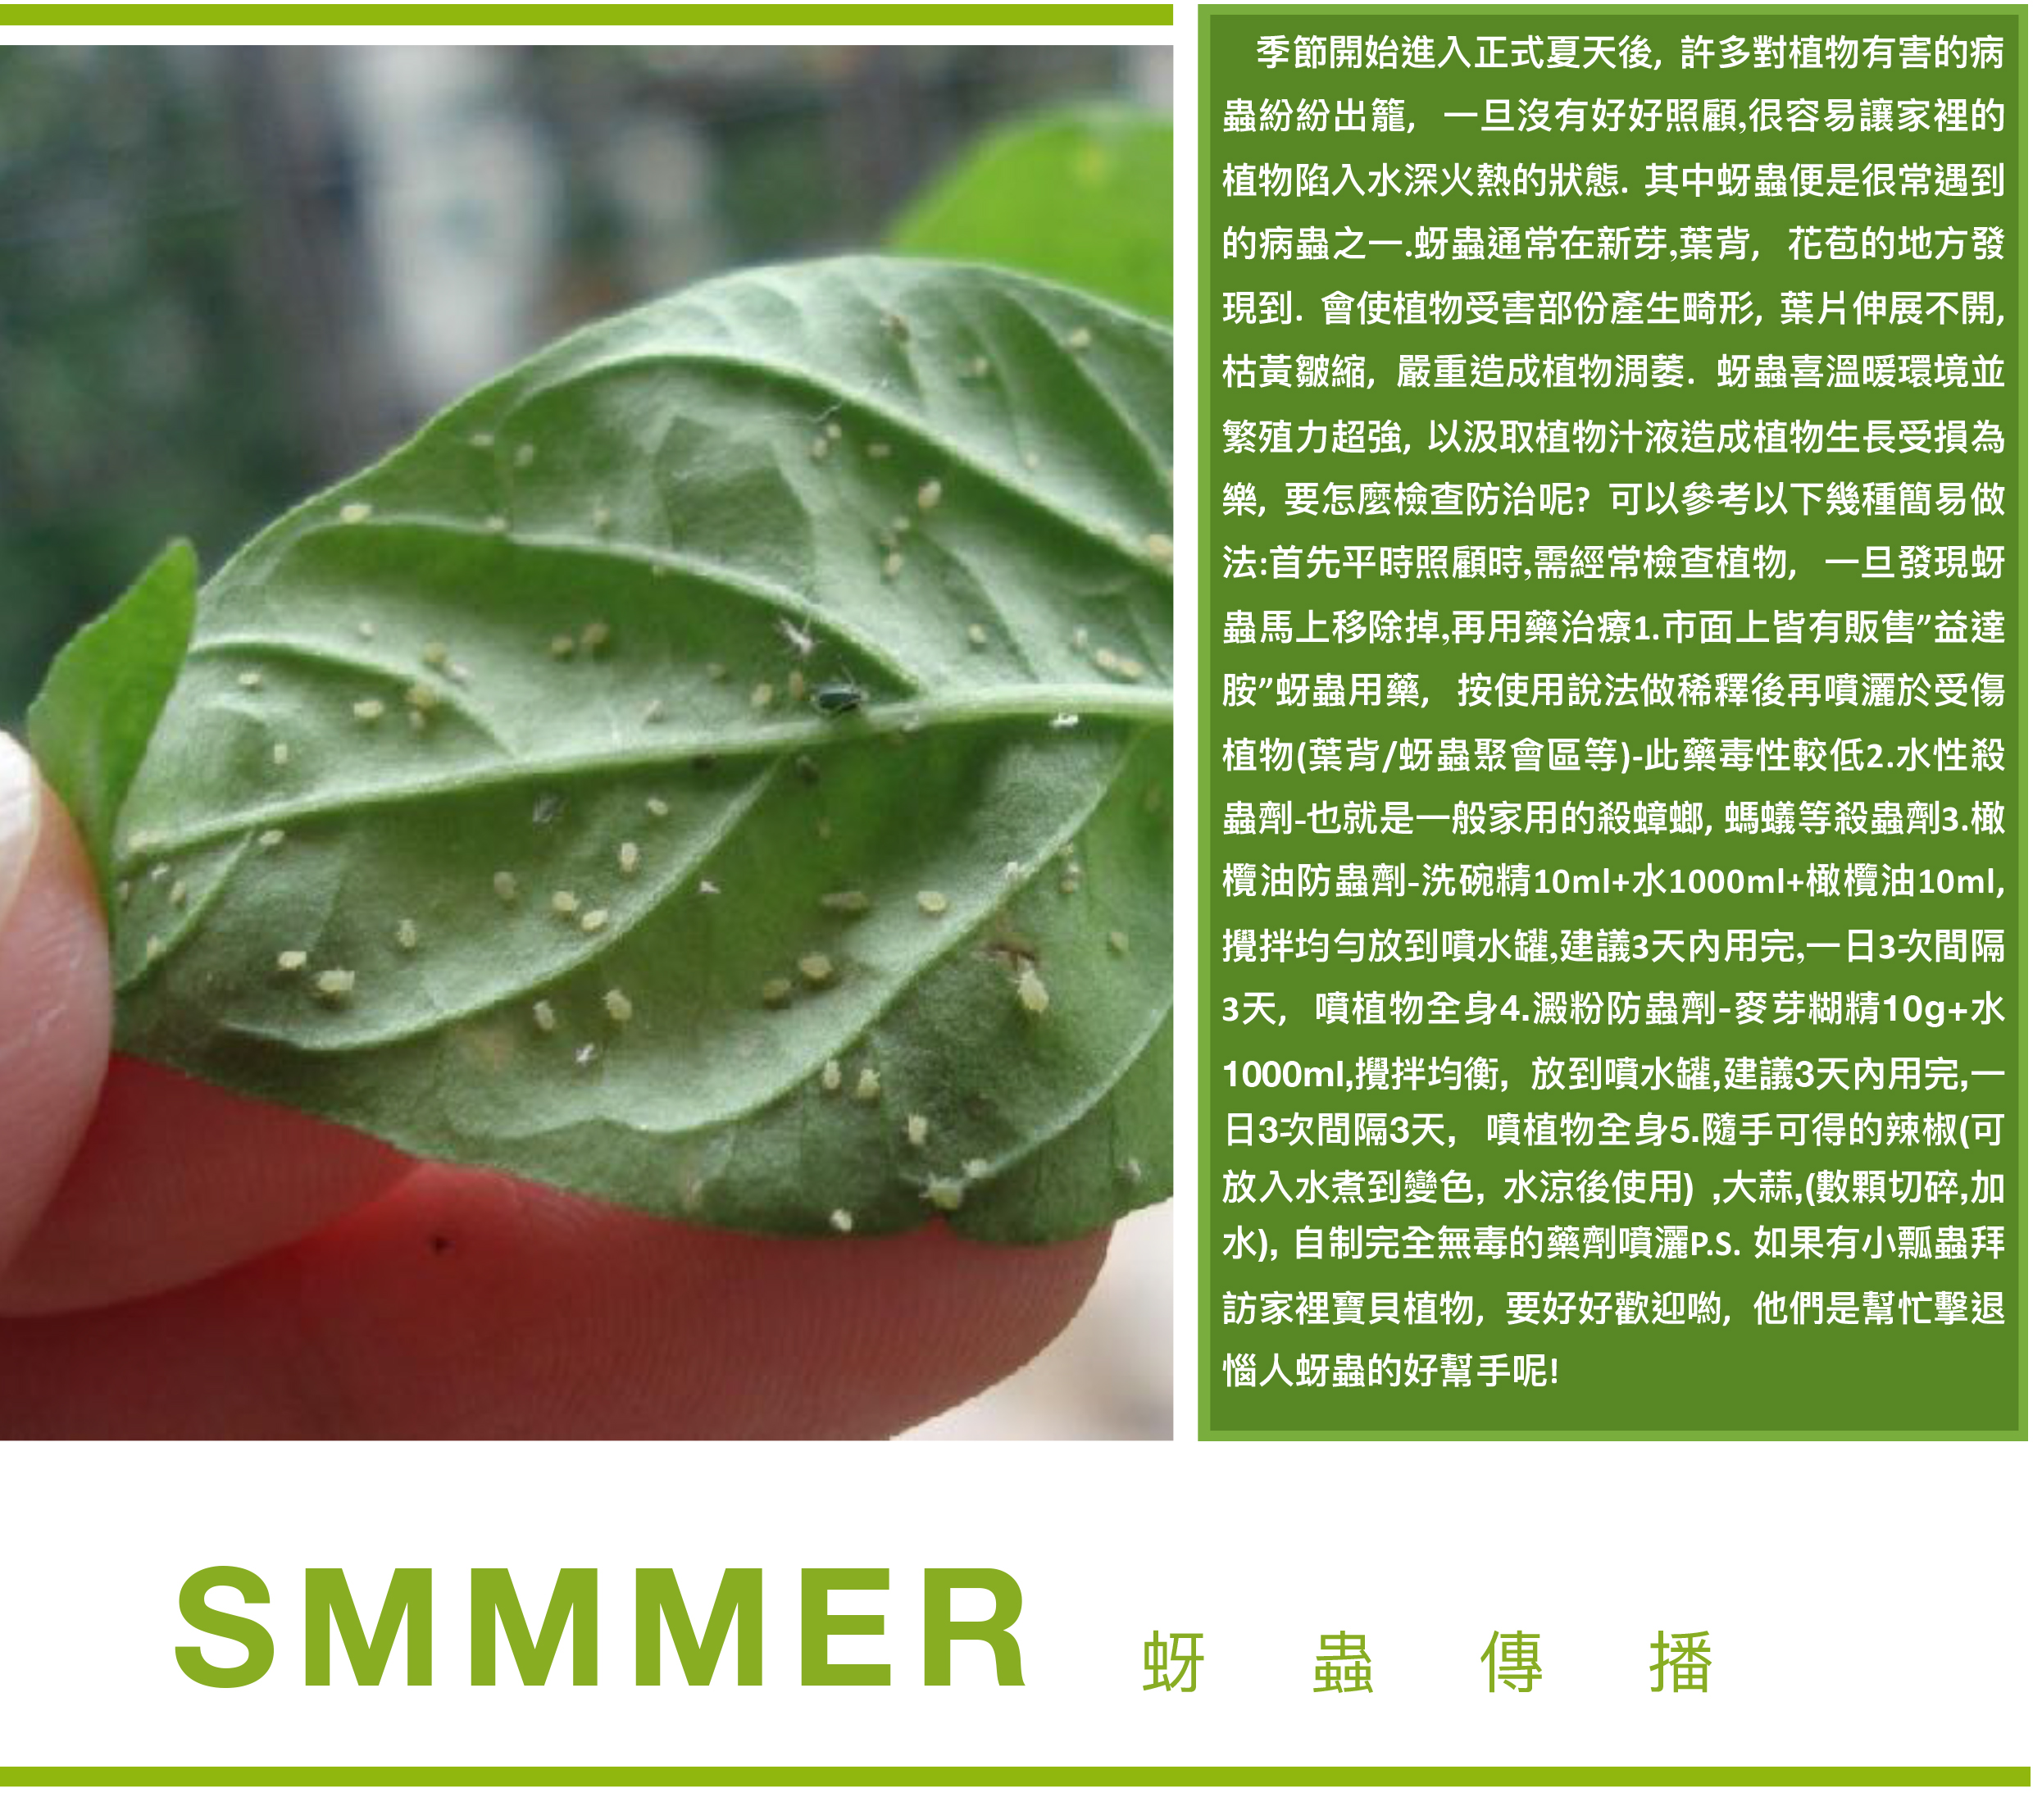 季節開始進入正式夏天後, 許多對植物有害的病
蟲紛紛出籠, 一旦沒有好好照顧,很容易讓家裡的
植物陷入水深火熱的狀態. 其中蚜蟲便是很常遇到
的病蟲之一.蚜蟲通常在新芽,葉背, 花苞的地方發
現到. 會使植物受害部份產生畸形, 葉片伸展不開,
枯黃皺縮, 嚴重造成植物凋萎. 蚜蟲喜溫暖環境並
繁殖力超強, 以汲取植物汁液造成植物生長受損為
樂, 要怎麼檢查防治呢? 可以參考以下幾種簡易做
法:首先平時照顧時,需經常檢查植物, 一旦發現蚜
蟲馬上移除掉,再用藥治療1.市面上皆有販售”益達
胺”蚜蟲用藥, 按使用說法做稀釋後再噴灑於受傷
植物(葉背/蚜蟲聚會區等)-此藥毒性較低2.水性殺
蟲劑-也就是一般家用的殺蟑螂, 螞蟻等殺蟲劑3.橄
欖油防蟲劑-洗碗精10ml+水1000ml+橄欖油10ml,
攪拌均勻放到噴水罐,建議3天內用完,一日3次間隔
3天, 噴植物全身4.澱粉防蟲劑-麥芽糊精10g+水
1000ml,攪拌均衡, 放到噴水罐,建議3天內用完,一
日3次間隔3天, 噴植物全身5.隨手可得的辣椒(可
放入水煮到變色, 水涼後使用) ,大蒜,(數顆切碎,加
水), 自制完全無毒的藥劑噴灑P.S. 如果有小瓢蟲拜
訪家裡寶貝植物, 要好好歡迎喲, 他們是幫忙擊退
惱人蚜蟲的好幫手呢!
SMMMER 蚜蟲傳播